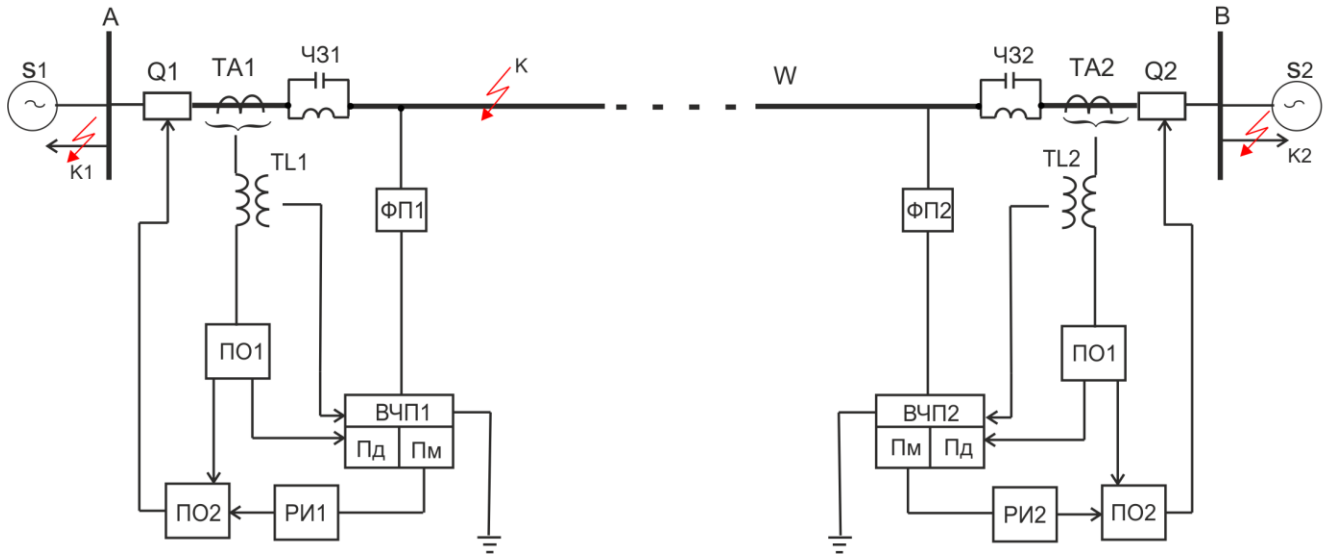 A
B
S1
Q1
TA1
ЧЗ1
K
W
ЧЗ2
TA2
Q2
S2
K1
K2
TL1
TL2
ФП1
ФП2
ПО1
ПО1
ВЧП1
ВЧП2
Пд
Пм
Пм
Пд
ПО2
РИ1
РИ2
ПО2